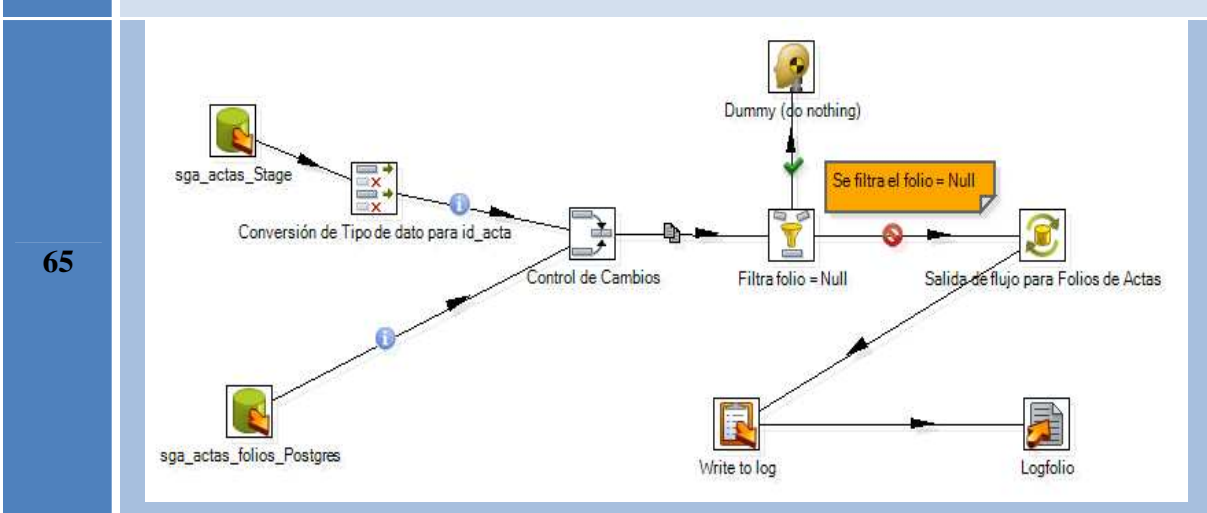 Dummy (do nothing)
sga_actas_Stage
Se filtra el folio = Null
Conversión de Tipo de dato para id_acta
65
Control de Cambios
Filtra folio = Null
Salida de flujo para Folios de Actas
sga_actas_folios_Postgres
Write to log
Logfolio